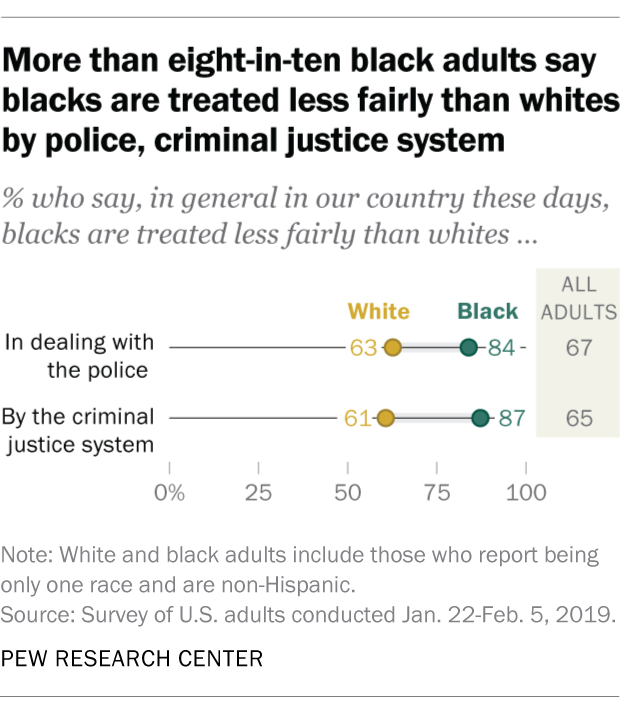 More than eight-in-ten black adults say
blacks are treated less fairly than whites
by police, criminal justice system
% who say, in general in our country these days,
blacks are treated less fairly than whites ...
ALL
ADULTS
White
Black
In dealing with
the police
63
84
67
By the criminal
justice system
61
87
65
0%
25
50
75
100
Note: White and black adults include those who report being
only one race and are non-Hispanic.
Source: Survey of U.S. adults conducted Jan. 22-Feb. 5, 2019.
PEW RESEARCH CENTER